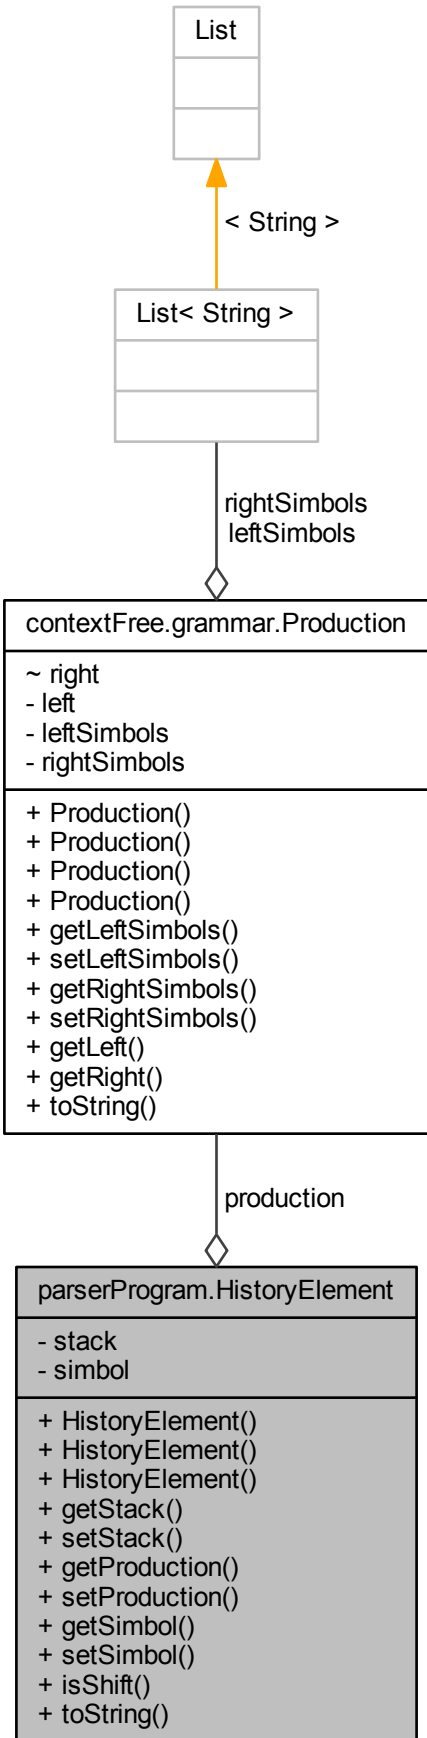 List
< String >
List< String >
rightSimbols
leftSimbols
contextFree.grammar.Production
~ right
- left
- leftSimbols
- rightSimbols
+ Production()
+ Production()
+ Production()
+ Production()
+ getLeftSimbols()
+ setLeftSimbols()
+ getRightSimbols()
+ setRightSimbols()
+ getLeft()
+ getRight()
+ toString()
production
parserProgram.HistoryElement
- stack
- simbol
+ HistoryElement()
+ HistoryElement()
+ HistoryElement()
+ getStack()
+ setStack()
+ getProduction()
+ setProduction()
+ getSimbol()
+ setSimbol()
+ isShift()
+ toString()